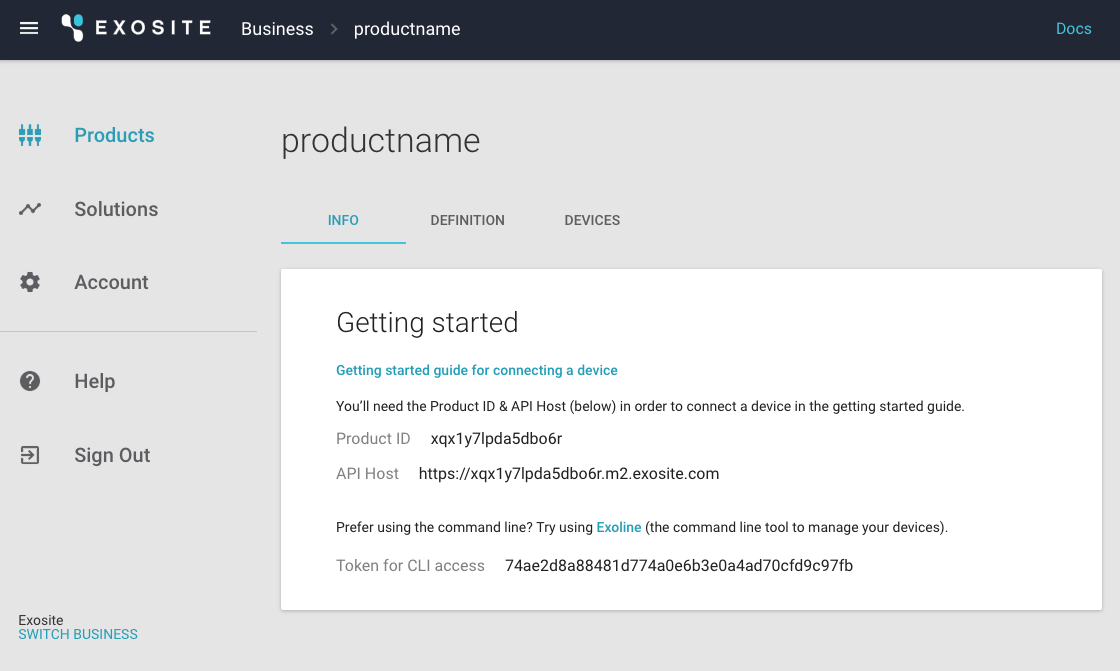 EXOSITE Business > productname Docs
Products
Solutions
Account
Help
Sign Out
Exosite
SWITCH BUSINESS
productname
INFO DEFINITION DEVICES
Getting started
Getting started guide for connecting a device
You'll need the Product ID & API Host (below) in order to connect a device in the getting started guide.
Product ID xqx1y7lpda5dbo6r
API Host https://xqx1y7lpda5dbo6r.m2.exosite.com
Prefer using the command line? Try using Exoline (the command line tool to manage your devices).
Token for CLI access 74ae2d8a88481d774a0e6b3e0a4ad70cfd9c97fb